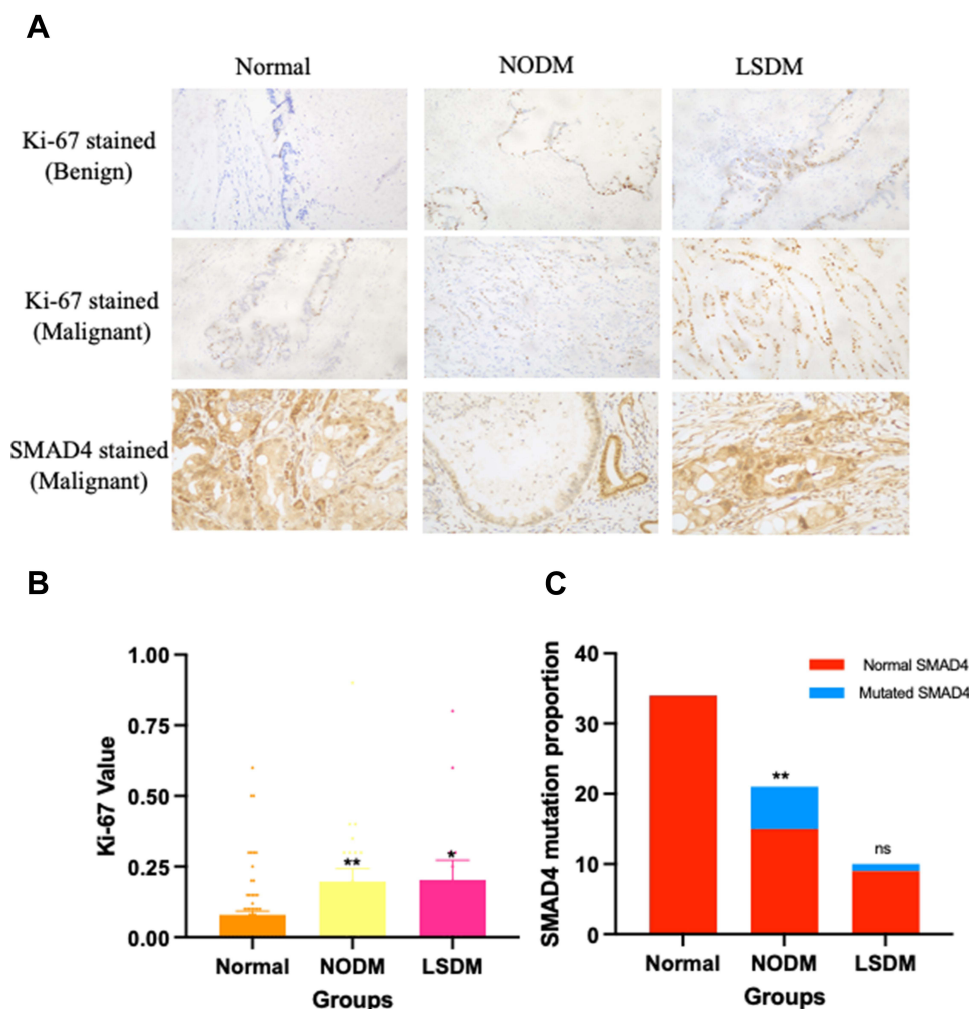 A
Normal
NODM
LSDM
Ki-67 stained
(Benign)
Ki-67 stained
(Malignant)
SMAD4 stained
(Malignant)
B
1.00
0.75
0.50
0.25
0.00
Ki-67 Value
**
*
Normal
NODM
LSDM
Groups
C
40
30
20
10
0
SMAD4 mutation proportion
Normal SMAD4
Mutated SMAD4
**
ns
Normal
NODM
LSDM
Groups